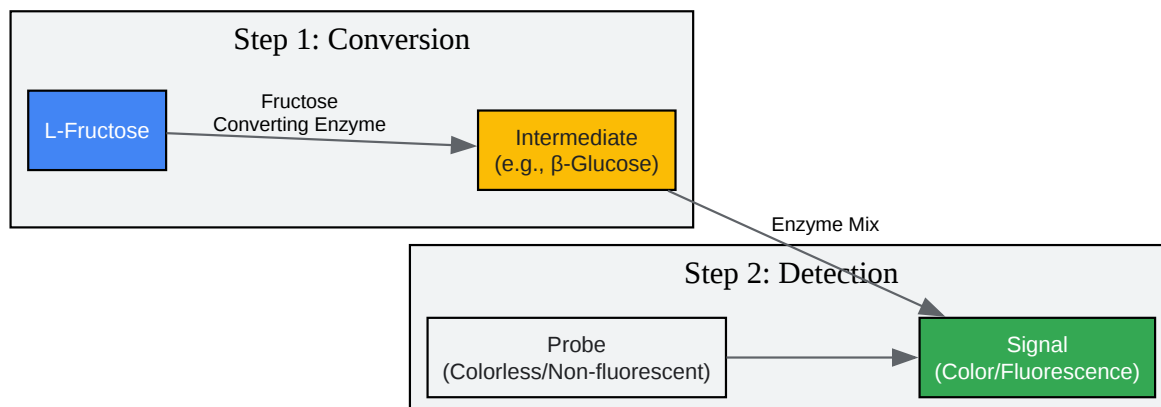 Step 1: Conversion
L-Fructose
Fructose
Converting Enzyme
Intermediate
(e.g., β-Glucose)
Enzyme Mix
Step 2: Detection
Probe
(Colorless/Non-fluorescent)
Signal
(Color/Fluorescence)